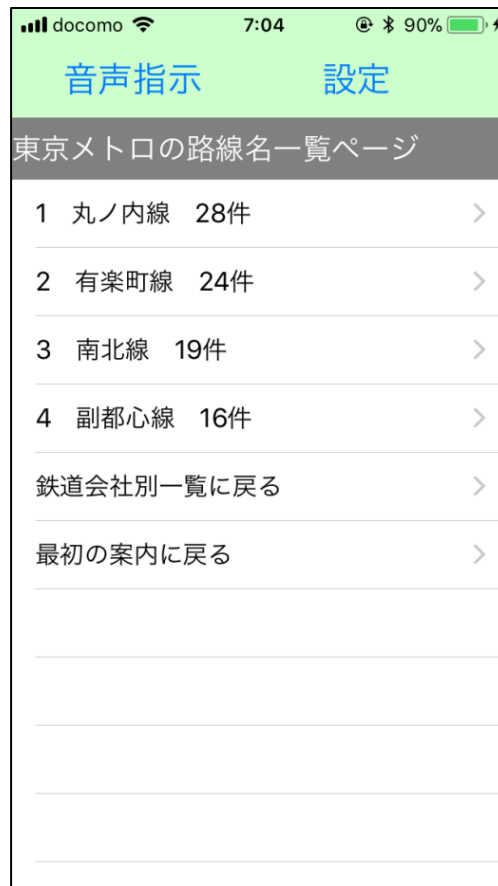 docomo 7:04 90%
音声指示 設定
東京メトロの路線名一覧ページ
1 丸ノ内線 28件
2 有楽町線 24件
3 南北線 19件
4 副都心線 16件
鉄道会社別一覧に戻る
最初の案内に戻る